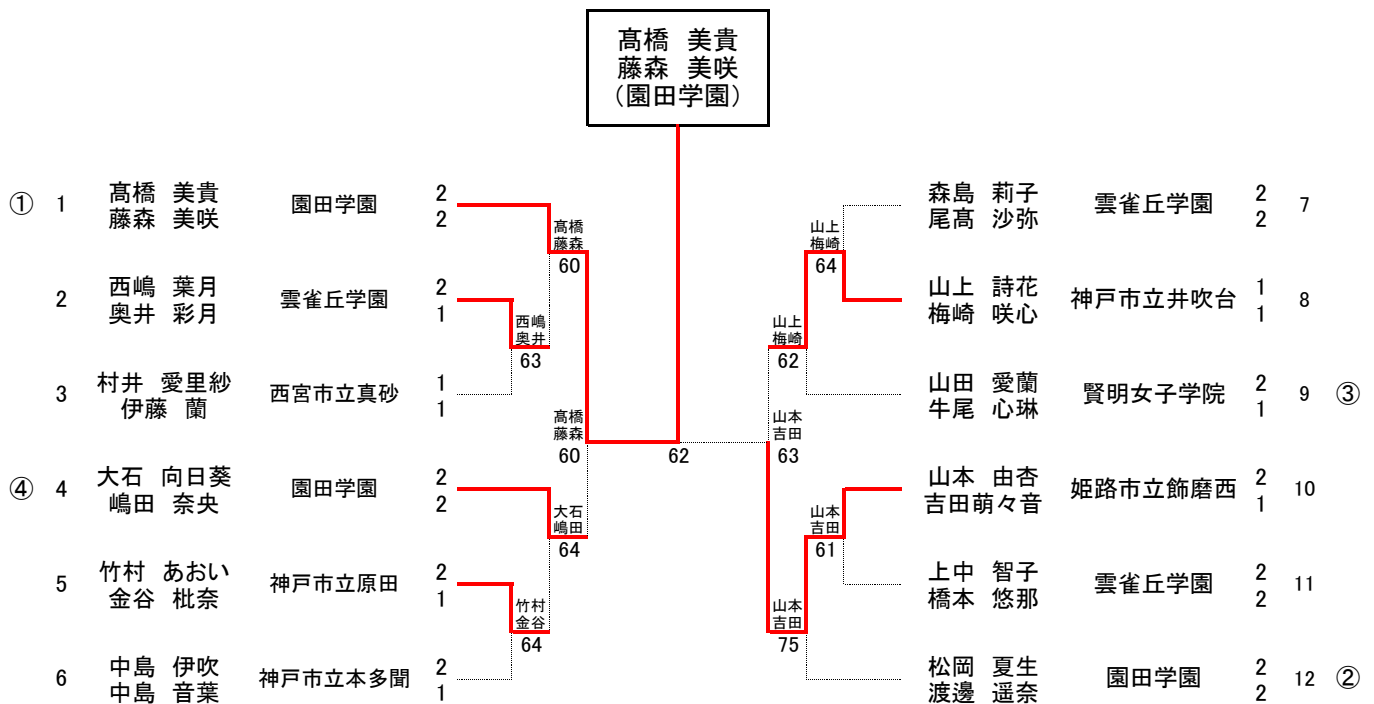 髙橋 美貴
藤森 美咲
（園田学園）
① 1 髙橋 美貴 園田学園 2
藤森 美咲 2
髙橋
藤森
60
2 西嶋 葉月 雲雀丘学園 2
奥井 彩月 1
西嶋
奥井
63
3 村井 愛里紗 西宮市立真砂 1
伊藤 蘭 1
髙橋
藤森
60
④ 4 大石 向日葵 園田学園 2
嶋田 奈央 2
大石
嶋田
64
5 竹村 あおい 神戸市立原田 2
金谷 枇奈 1
竹村
金谷
64
6 中島 伊吹 神戸市立本多聞 2
中島 音葉 1
62
森島 莉子 雲雀丘学園 2 7
尾髙 沙弥 2
山上
梅崎
64
山上 詩花 神戸市立井吹台 1 8
梅崎 咲心 1
山上
梅崎
62
山田 愛蘭 賢明女子学院 2 9 ③
牛尾 心琳 1
山本
吉田
63
山本 由杏 姫路市立飾磨西 2 10
吉田萌々音 1
山本
吉田
61
上中 智子 雲雀丘学園 2 11
橋本 悠那 2
山本
吉田
75
松岡 夏生 園田学園 2 12 ②
渡邊 遥奈 2